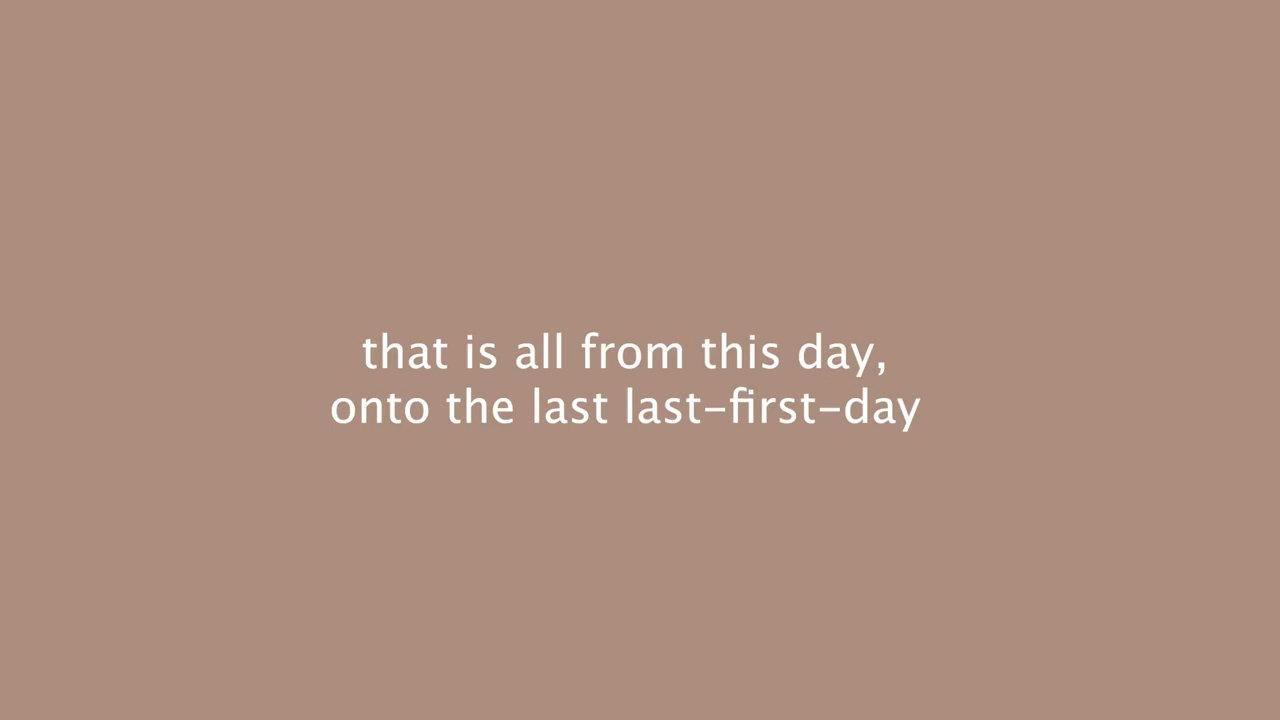 that is all from this day,
onto the last last-first-day